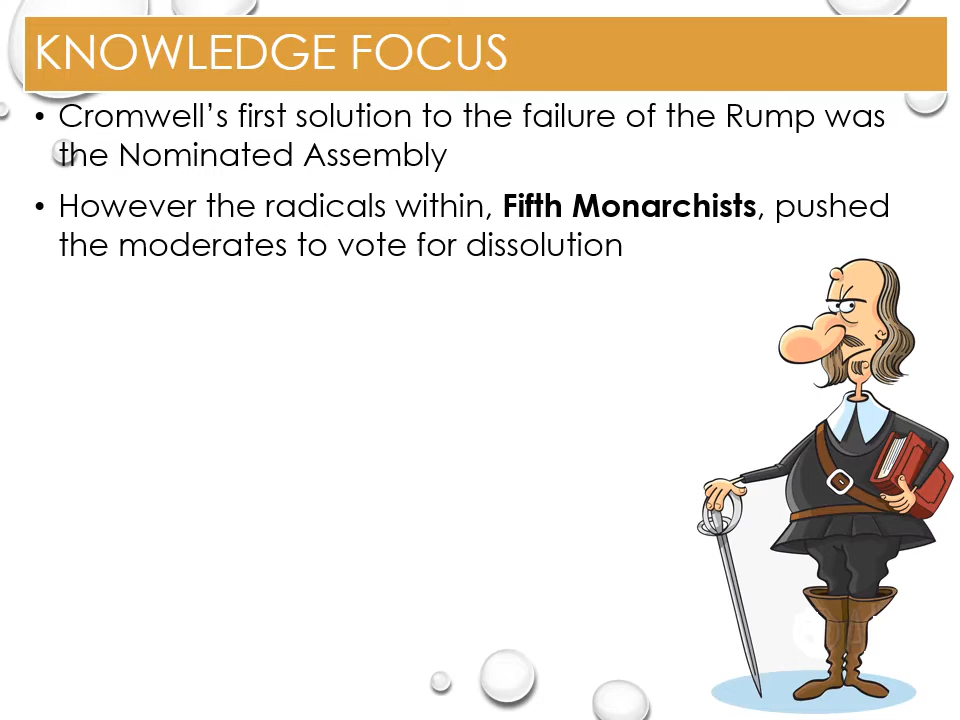 KNOWLEDGE FOCUS
• Cromwell’s first solution to the failure of the Rump was
the Nominated Assembly
• However the radicals within, Fifth Monarchists, pushed
the moderates to vote for dissolution